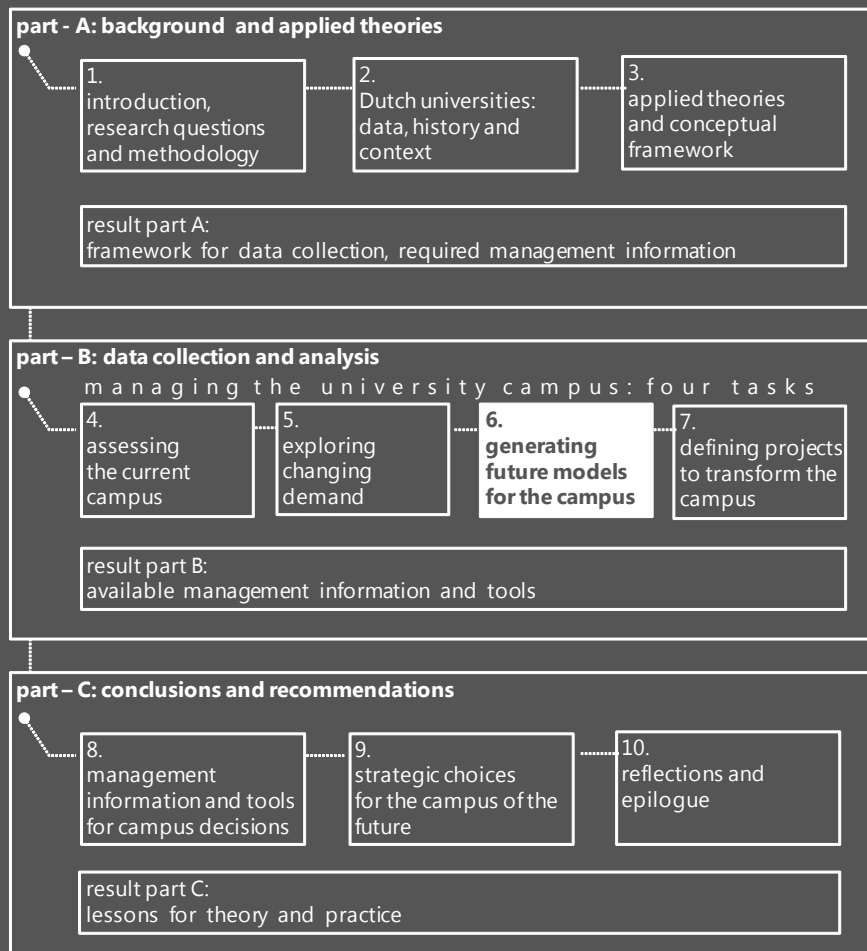 part - A: background and applied theories
1.
introduction,
research questions
and methodology
2.
Dutch universities:
data, history and
context
3.
applied theories
and conceptual
framework
result part A:
framework for data collection, required management information
part – B: data collection and analysis
managing the university campus: four tasks
4.
assessing
the current
campus
5.
exploring
changing
demand
6.
generating
future models
for the campus
7.
defining projects
to transform the
campus
result part B:
available management information and tools
part – C: conclusions and recommendations
8.
management
information and tools
for campus decisions
9.
strategic choices
for the campus of the
future
10.
reflections and
epilogue
result part C:
lessons for theory and practice